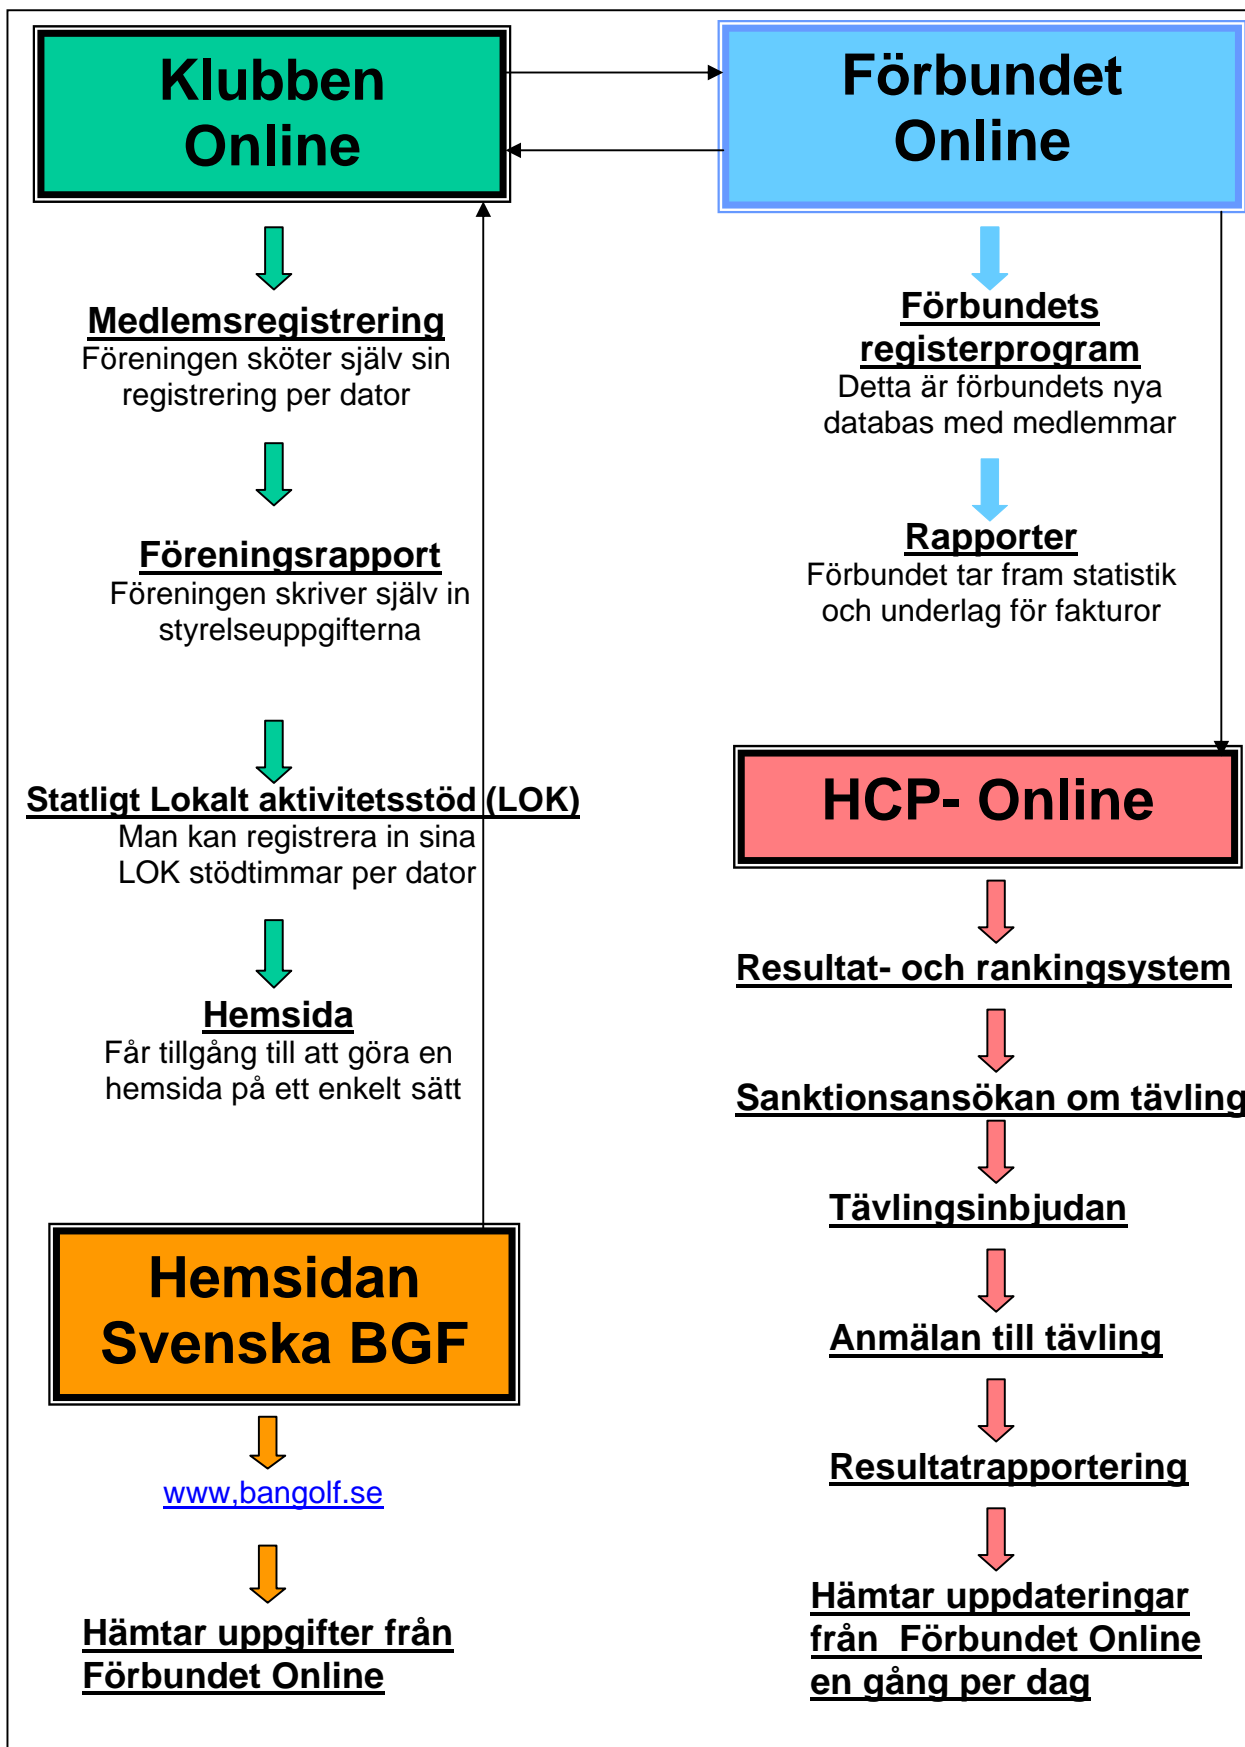 Klubben
Online
Medlemsregistrering
Föreningen sköter själv sin
registrering per dator
Föreningsrapport
Föreningen skriver själv in
styrelseuppgifterna
Statligt Lokalt aktivitetsstöd (LOK)
Man kan registrera in sina
LOK stödtimmar per dator
Hemsida
Får tillgång till att göra en
hemsida på ett enkelt sätt
Hemsidan
Svenska BGF
www,bangolf.se
Hämtar uppgifter från
Förbundet Online
Förbundet
Online
Förbundets
registerprogram
Detta är förbundets nya
databas med medlemmar
Rapporter
Förbundet tar fram statistik
och underlag för fakturor
HCP- Online
Resultat- och rankingsystem
Sanktionsansökan om tävling
Tävlingsinbjudan
Anmälan till tävling
Resultatrapportering
Hämtar uppdateringar
från  Förbundet Online
en gång per dag